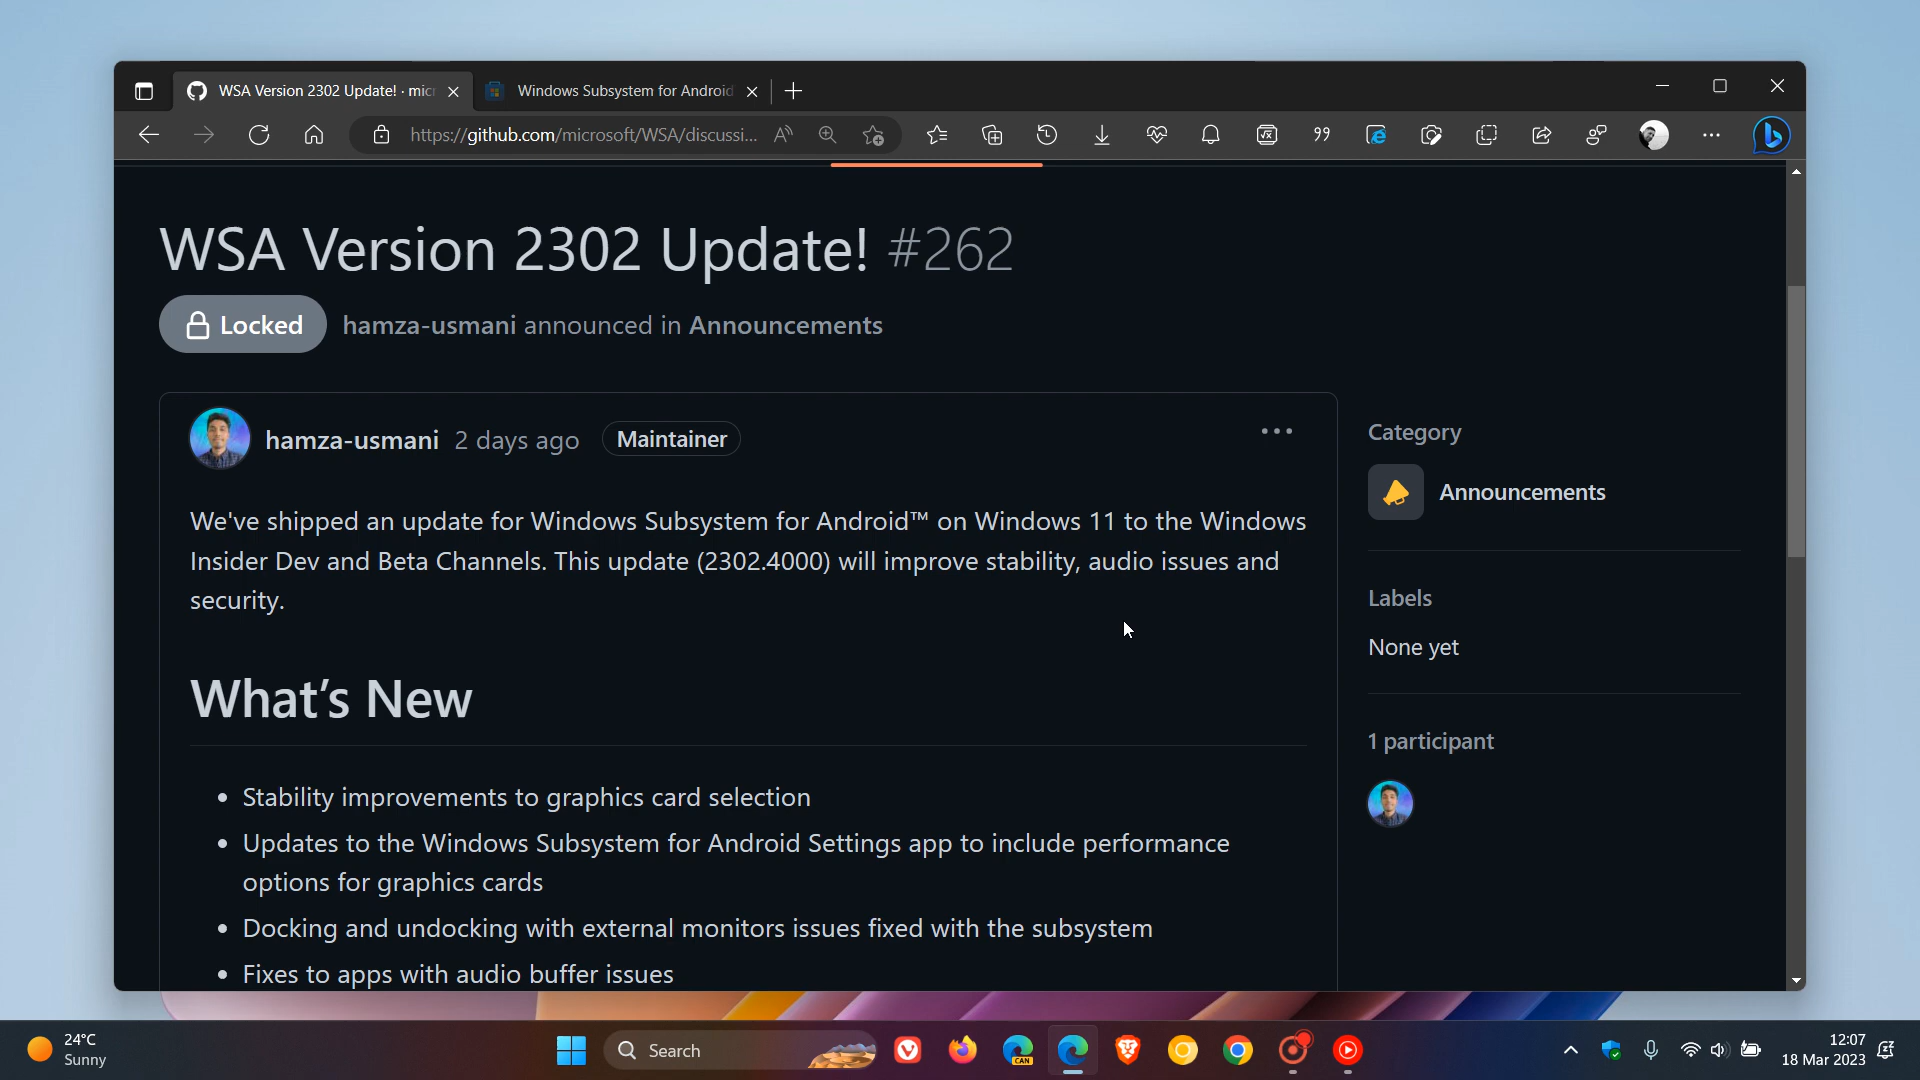 WSA Version 2302 Update! · mic
Windows Subsystem for Android
https://github.com/microsoft/WSA/discussi...
WSA Version 2302 Update! #262
Locked
hamza-usmani announced in Announcements
hamza-usmani 2 days ago Maintainer
We've shipped an update for Windows Subsystem for Android™ on Windows 11 to the Windows
Insider Dev and Beta Channels. This update (2302.4000) will improve stability, audio issues and
security.
What's New
• Stability improvements to graphics card selection
• Updates to the Windows Subsystem for Android Settings app to include performance
options for graphics cards
• Docking and undocking with external monitors issues fixed with the subsystem
• Fixes to apps with audio buffer issues
Category
Announcements
Labels
None yet
1 participant
24°C
Sunny
Search
CAN
12:07
18 Mar 2023